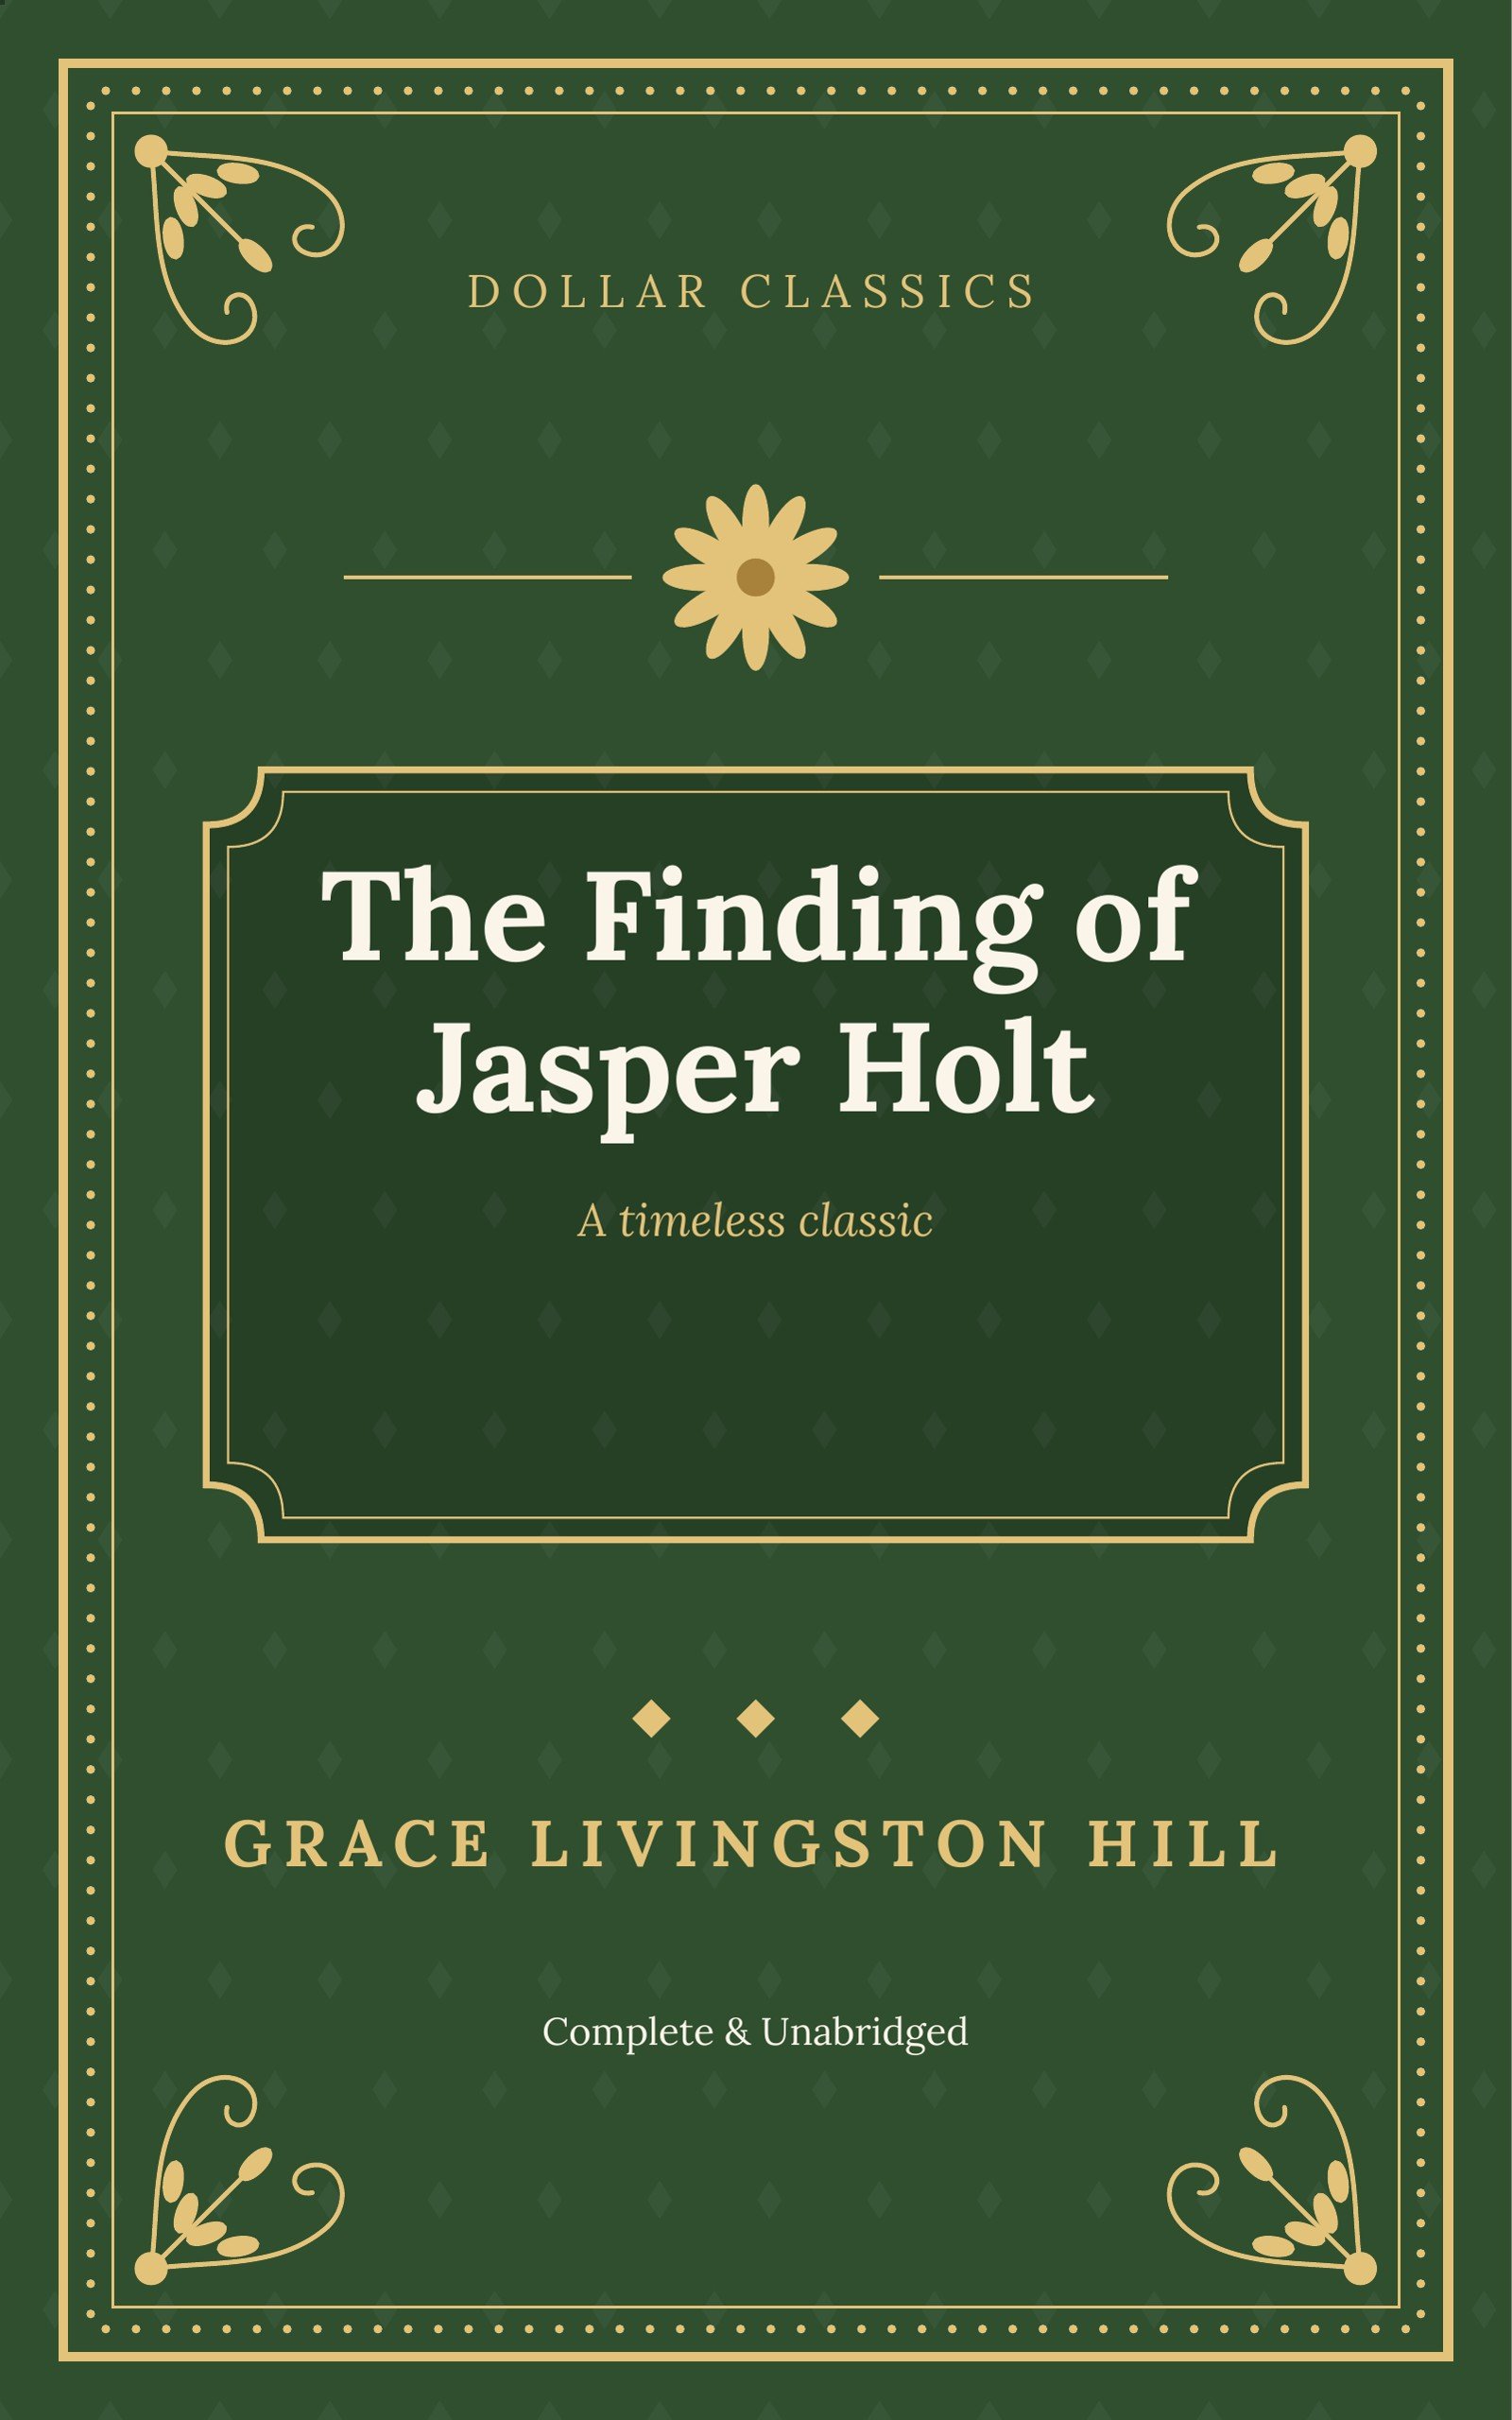 DOLLAR CLASSICS
The Finding of
Jasper Holt
A timeless classic
GRACE LIVINGSTON HILL
Complete & Unabridged